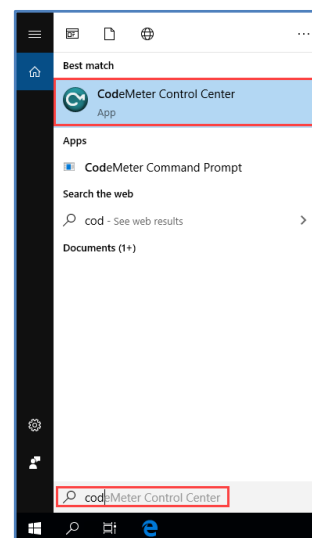 ...
Best match
CodeMeter Control Center
App
Apps
CodeMeter Command Prompt
Search the web
cod - See web results
Documents (1+)
codeMeter Control Center